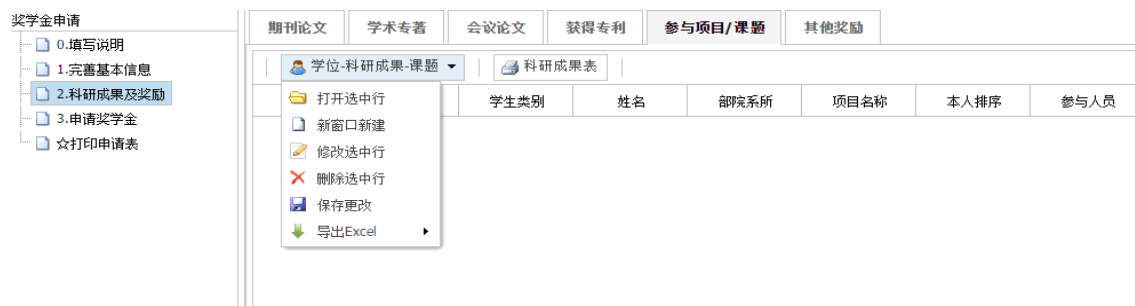 奖学金申请
0.填写说明
1.完善基本信息
2.科研成果及奖励
3.申请奖学金
☆打印申请表
期刊论文 学术专著 会议论文 获得专利 参与项目/课题 其他奖励
学位-科研成果-课题 科研成果表
学生类别 姓名 部院系所 项目名称 本人排序 参与人员
打开选中行
新窗口新建
修改选中行
删除选中行
保存更改
导出Excel